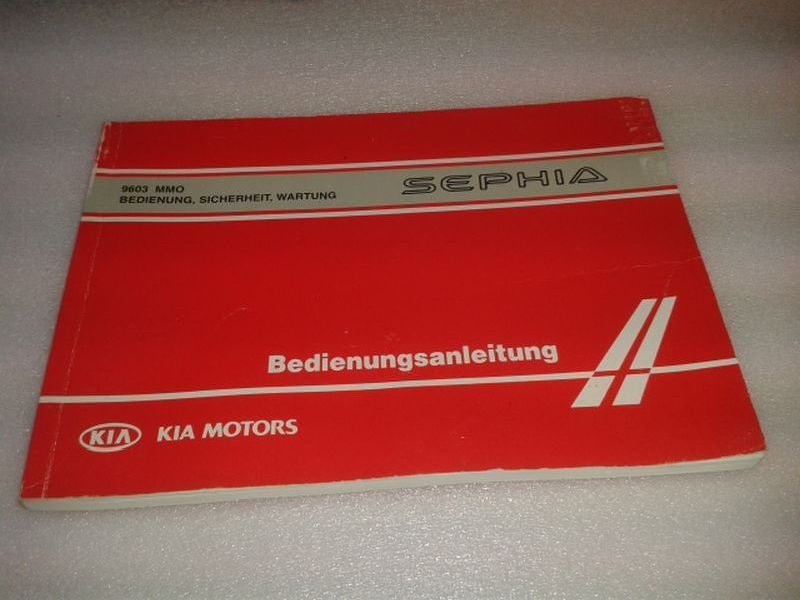 9603 MMO
BEDIENUNG, SICHERHEIT, WARTUNG
SEPHIA
Bedienungsanleitung
KIA KIA MOTORS